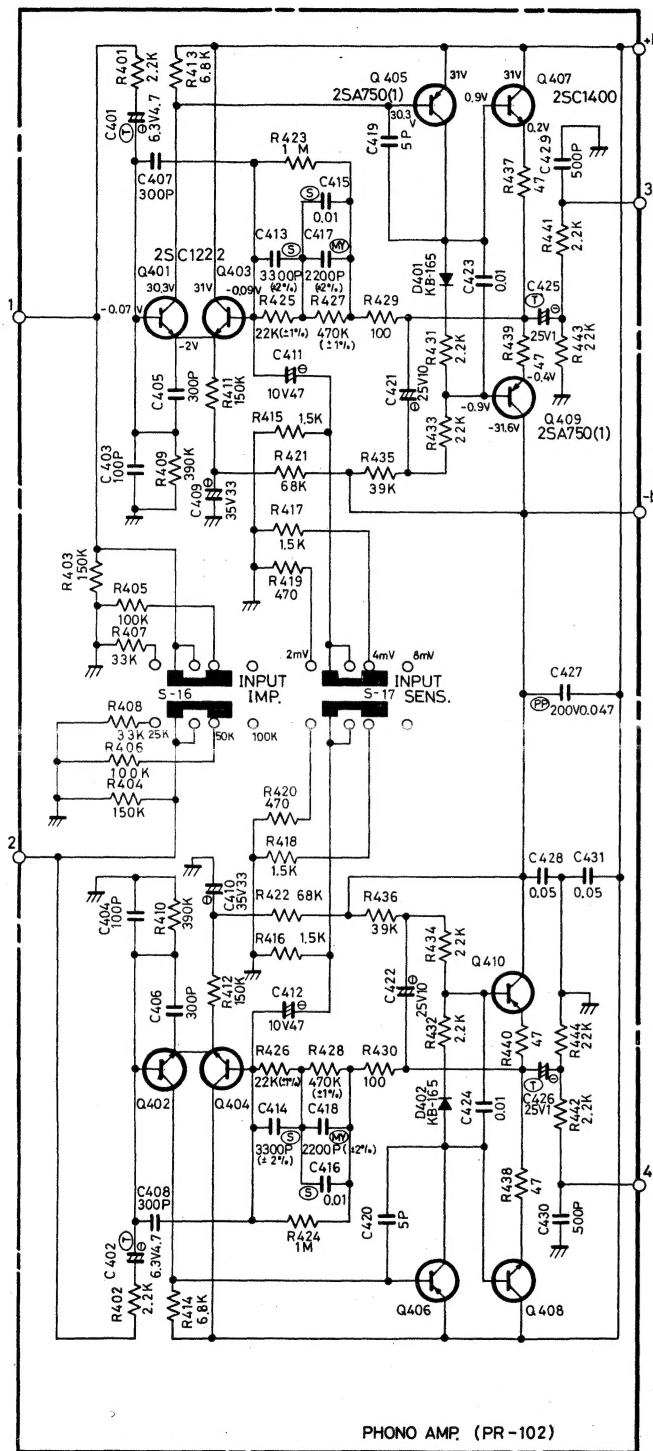 R401
2.2K
R413
6.8K
Q405
2SA750(1)
31V
31V
Q407
2SC1400
+B
C401
6.3V4.7
T
C407
300P
R423
1 M
C419
5P
30.3
V
0.9V
0.2V
R437
47
C429
500P
3
S
C415
0.01
R441
2.2K
2SC1222
C413
S
3300P
(±2%)
C417
MY
2200P
(±2%)
D401
KB-165
C423
0.01
Q401
30.3V
Q403
31V
-0.09V
1
-0.07V
R425
22K(±1%)
R427
470K
(±1%)
R429
100
T
C425
25V1
-2V
C411
10V47
R431
2.2K
R439
47
R443
22K
C405
300P
R411
150K
C421
25V10
-0.4V
-0.9V
Q409
2SA750(1)
-31.6V
R415
1.5K
R433
22K
C403
100P
R409
390K
R421
68K
R435
39K
C409
35V33
-B
R417
1.5K
R403
150K
R405
100K
R407
33K
R419
470
2mV
4mV
8mV
S-16
INPUT
IMP.
S-17
INPUT
SENS.
C427
PP
200V0.047
R408
33K
25K
50K
100K
R406
100K
R404
150K
R420
470
2
R418
1.5K
C428
0.05
C431
0.05
C404
100P
R410
390K
C410
35V33
R422
68K
R436
39K
R434
2.2K
R416
1.5K
Q410
R412
150K
C406
300P
C412
10V47
C422
25V10
R432
2.2K
R440
47
R444
22K
Q402
Q404
R426
22K(±1%)
R428
470K
(±1%)
R430
100
T
C426
25V1
C414
S
3300P
(±2%)
C418
MY
2200P(±2%)
D402
KB-165
C424
0.01
R442
2.2K
S
C416
0.01
R438
47
4
C408
300P
R424
1M
C420
5P
C430
500P
T
C402
6.3V4.7
R402
2.2K
R414
6.8K
Q406
Q408
PHONO AMP. (PR-102)